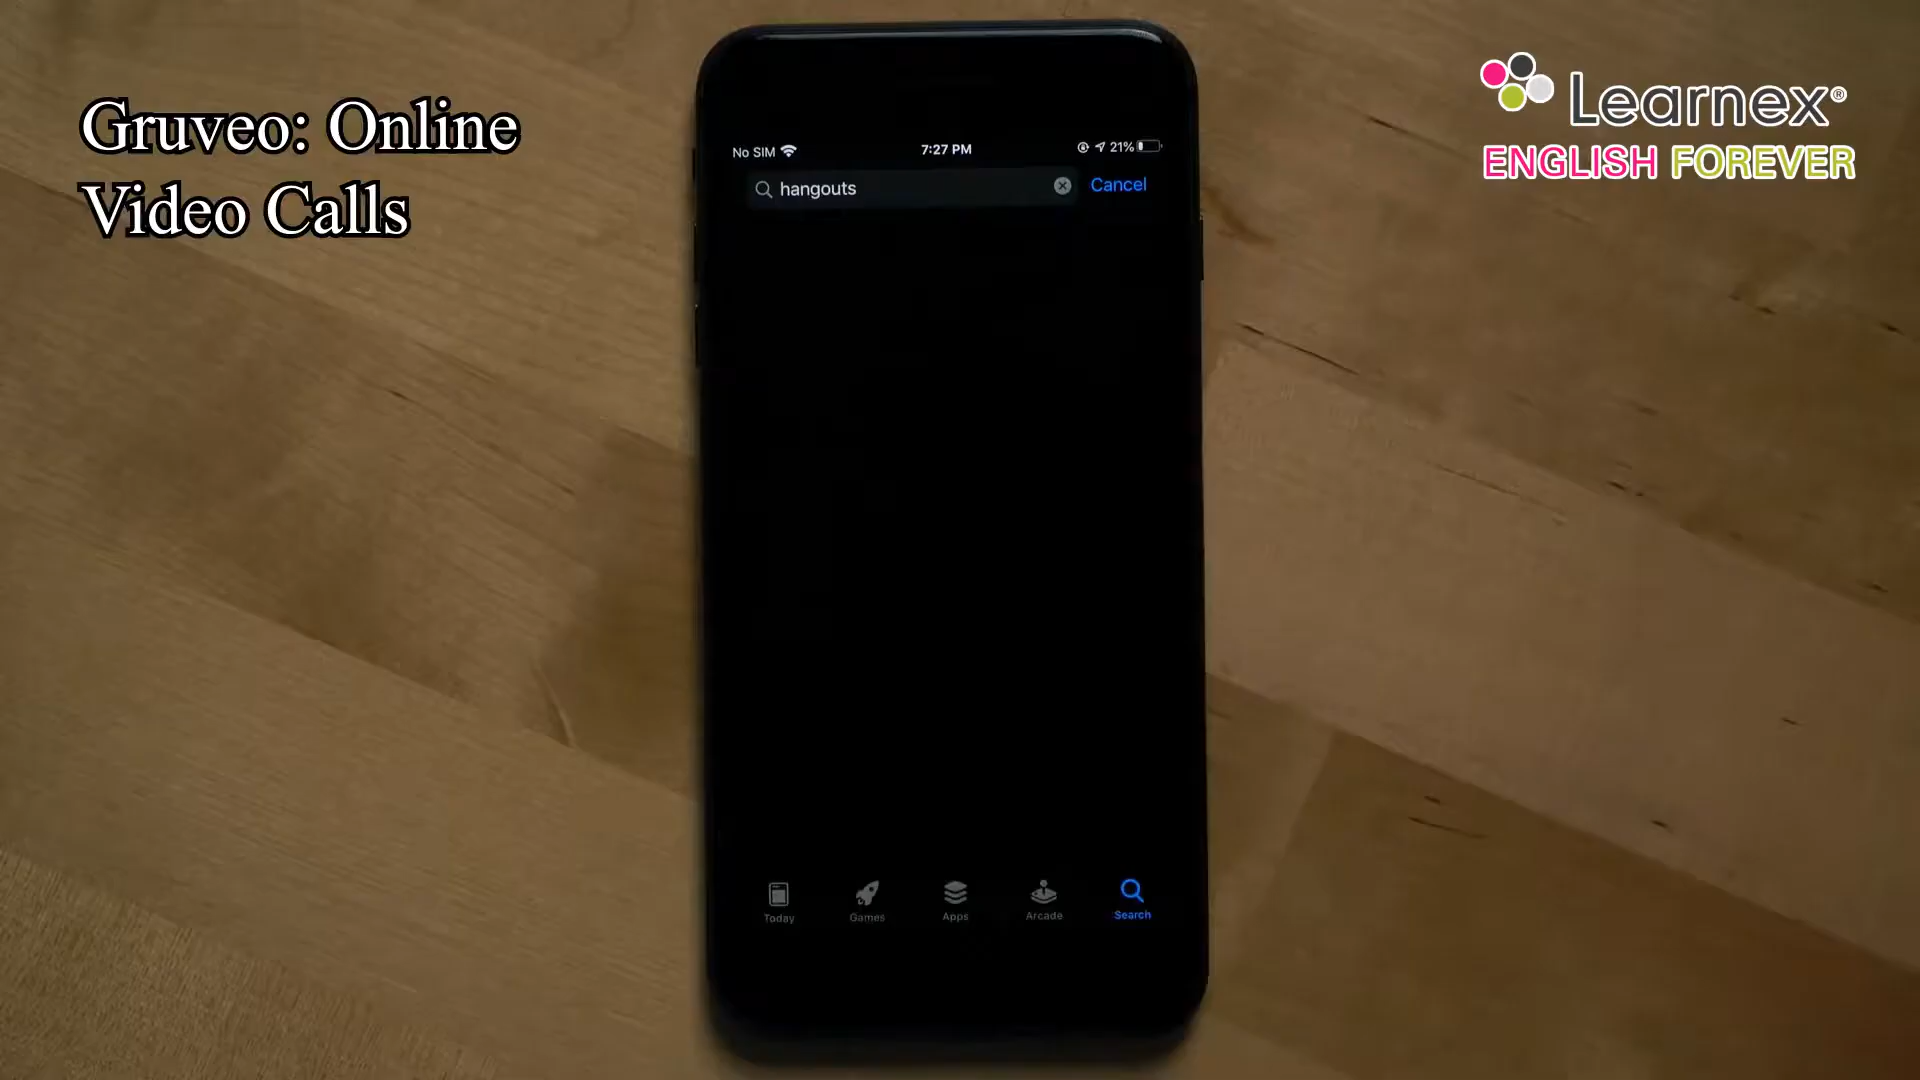 Gruveo: Online
Video Calls
Learnex®
ENGLISH FOREVER
No SIM 7:27 PM 21%
hangouts Cancel
Today Games Apps Arcade Search